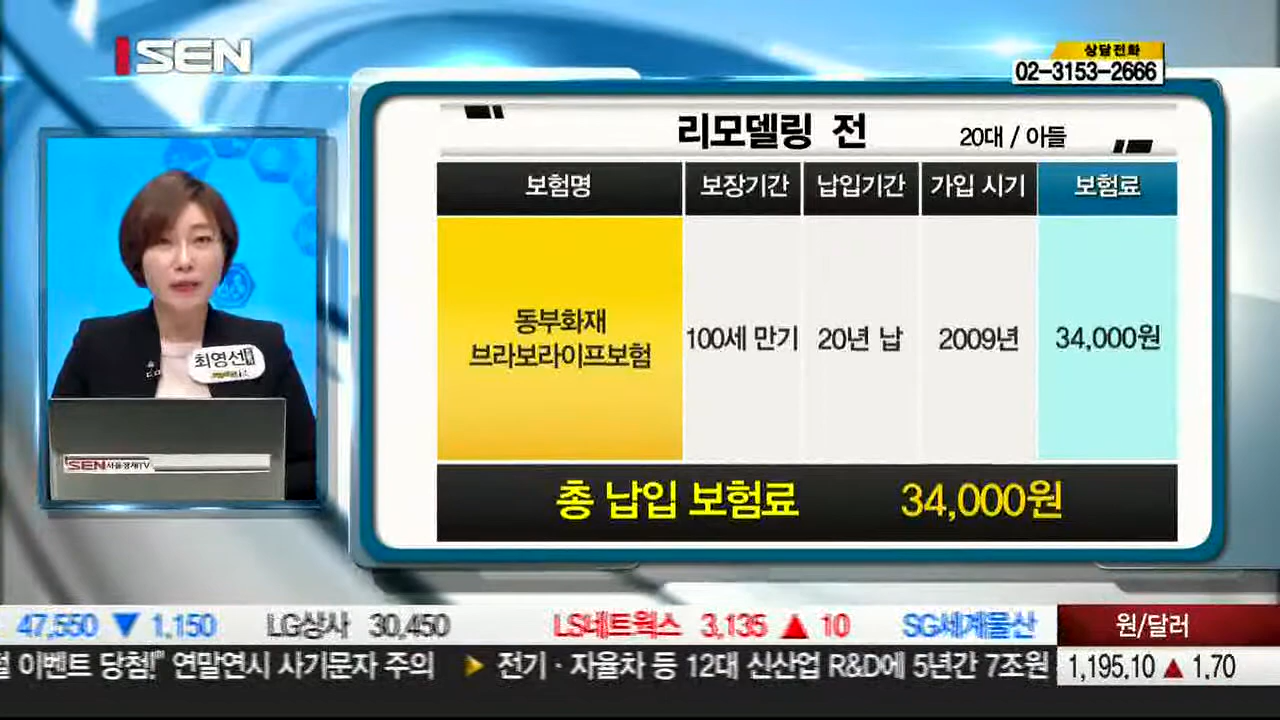 SEN
상담전화
02-3153-2666
리모델링 전
20대 / 아들
보험명 보장기간 납입기간 가입 시기 보험료
동부화재
브라보라이프보험
100세 만기 20년 납 2009년 34,000원
총 납입 보험료 34,000원
최영선
SEN 서울경제TV
47,550 ▼ 1,150 LG상사 30,450 LS네트웍스 3,135 ▲ 10 SG세계물산
원/달러
이벤트 당첨!" 연말연시 사기문자 주의 ▶ 전기·자율차 등 12대 신산업 R&D에 5년간 7조원
1,195.10 ▲ 1.70